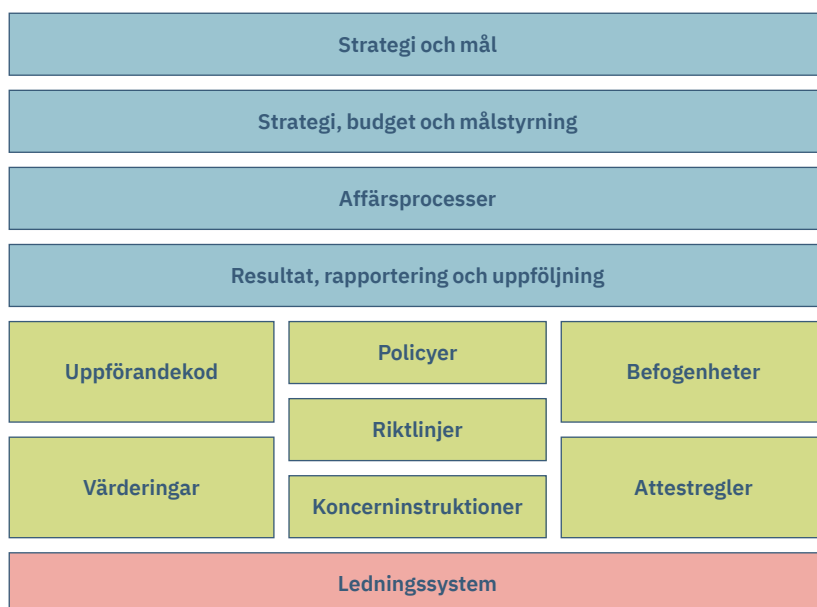 Strategi och mål
Strategi, budget och målstyrning
Affärsprocesser
Resultat, rapportering och uppföljning
Uppförandekod
Värderingar
Policyer
Riktlinjer
Koncerninstruktioner
Befogenheter
Attestregler
Ledningssystem